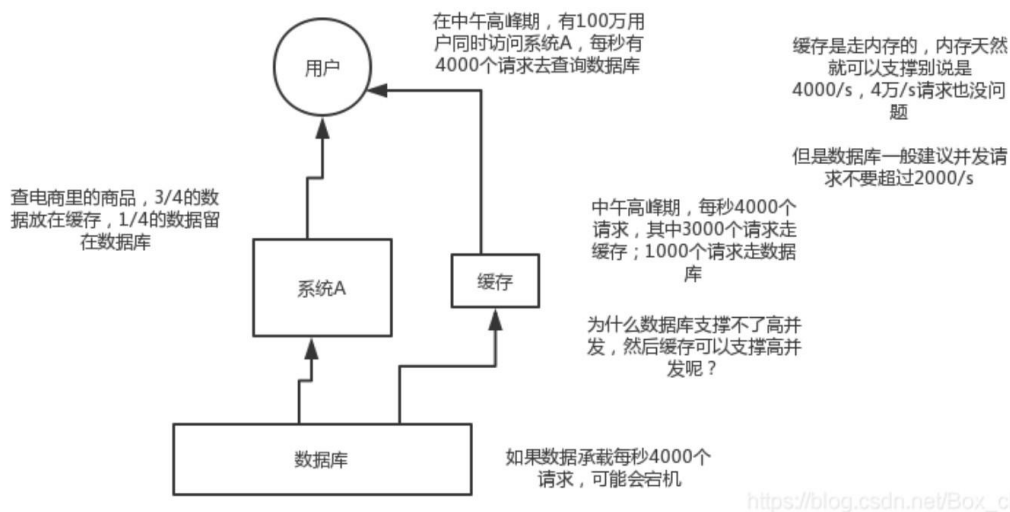 在中午高峰期，有100万用
户同时访问系统A，每秒有
4000个请求去查询数据库
用户
缓存是走内存的，内存天然
就可以支撑别说是
4000/s，4万/s请求也没问
题
但是数据库一般建议并发请
求不要超过2000/s
查电商里的商品，3/4的数
据放在缓存，1/4的数据留
在数据库
中午高峰期，每秒4000个
请求，其中3000个请求走
缓存；1000个请求走数据
库
系统A
缓存
为什么数据库支撑不了高并
发，然后缓存可以支撑高并
发呢？
数据库
如果数据承载每秒4000个
请求，可能会宕机
https://blog.csdn.net/Box_c